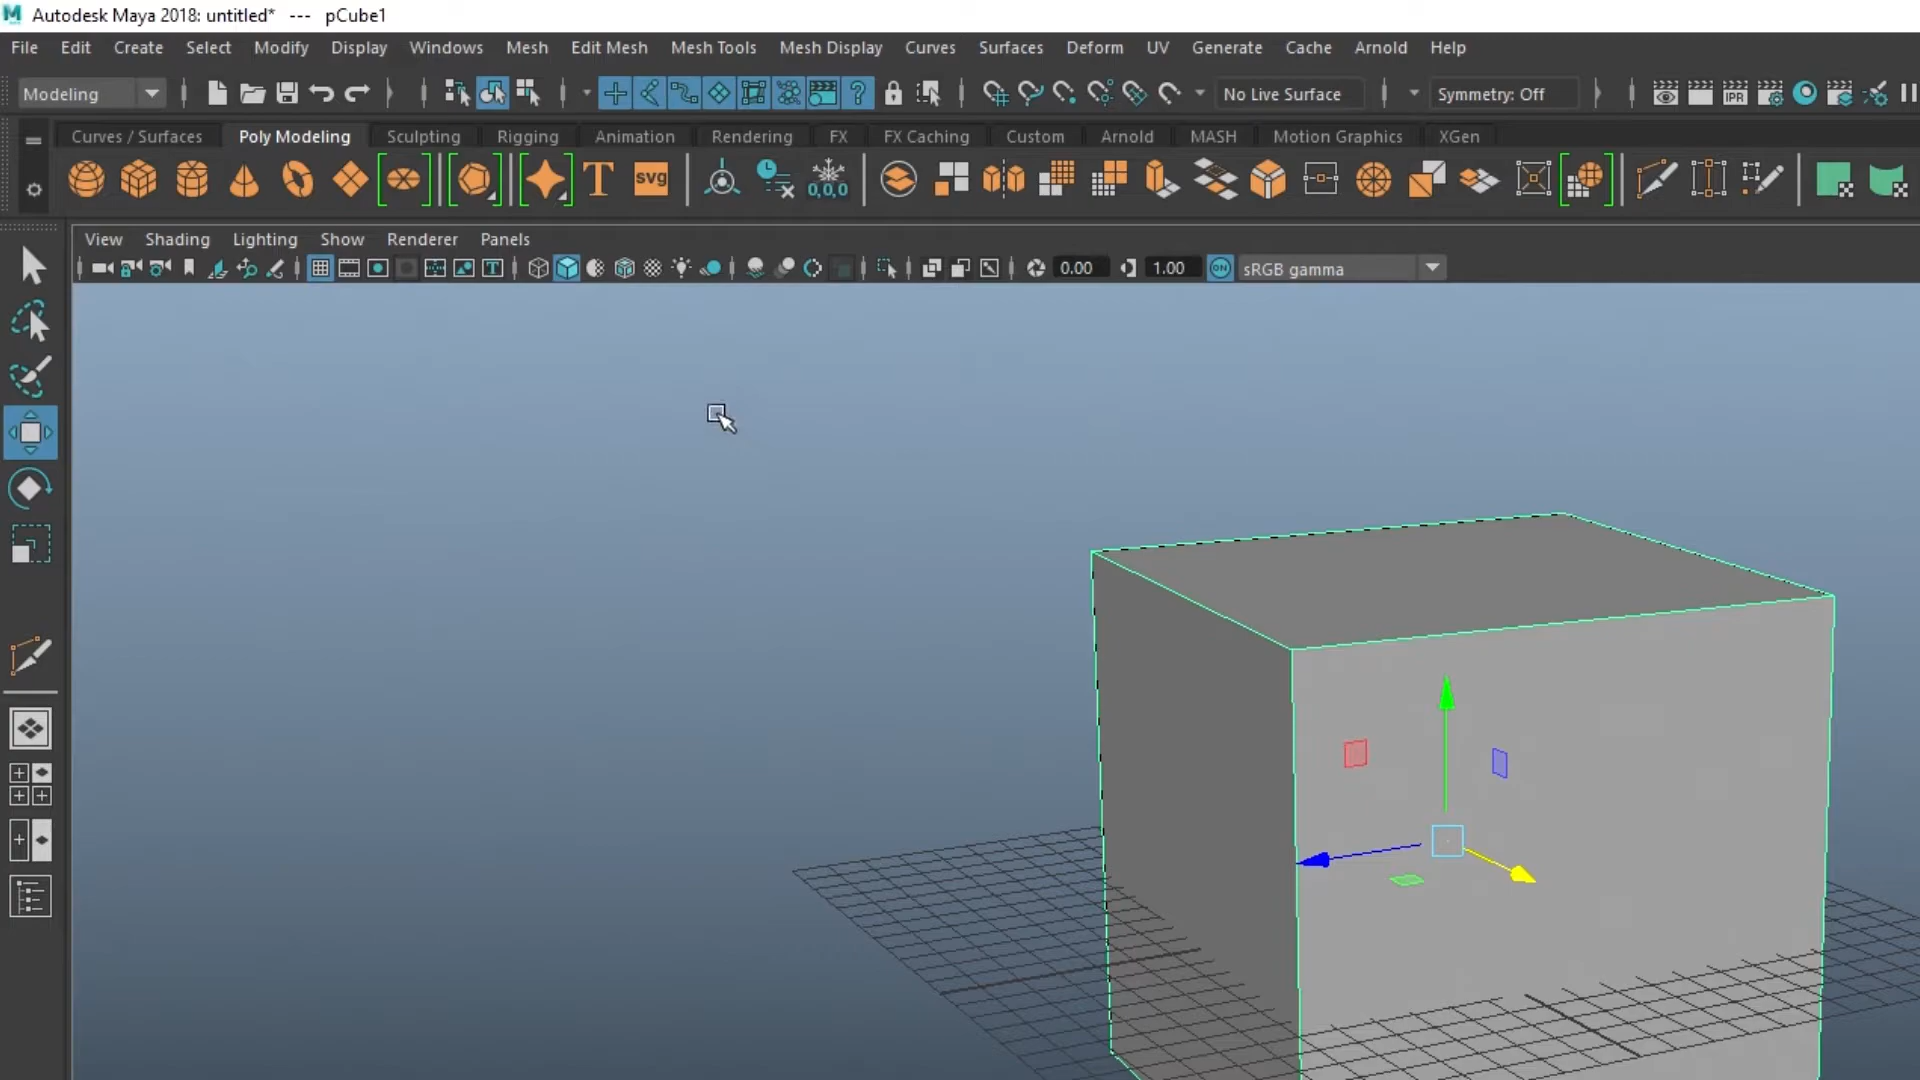 Autodesk Maya 2018: untitled* --- pCube1
File Edit Create Select Modify Display Windows Mesh Edit Mesh Mesh Tools Mesh Display Curves Surfaces Deform UV Generate Cache Arnold Help
Modeling No Live Surface Symmetry: Off IPR
Curves / Surfaces Poly Modeling Sculpting Rigging Animation Rendering FX FX Caching Custom Arnold MASH Motion Graphics XGen
T svg 0,0,0
View Shading Lighting Show Renderer Panels
T 0.00 1.00 ON sRGB gamma